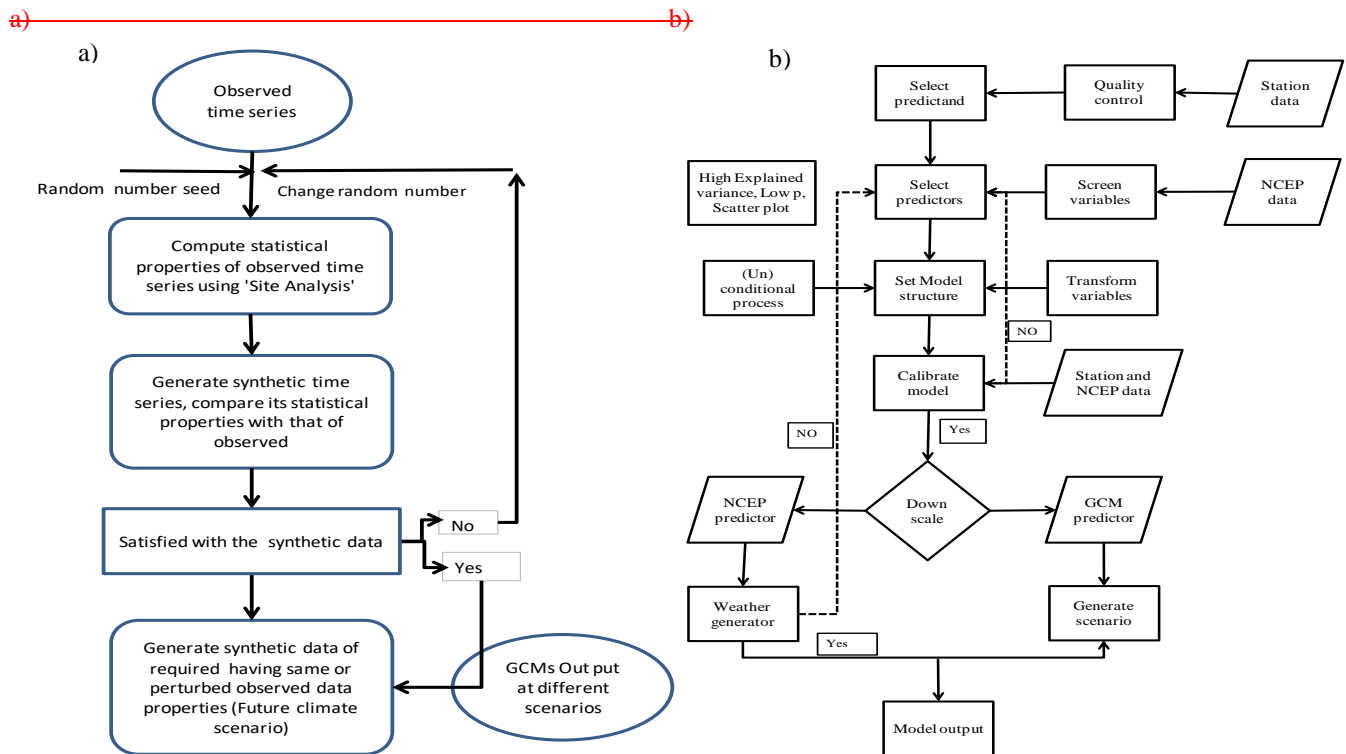 a)
b)
a)
Observed
time series
Random number seed
Change random number
Compute statistical
properties of observed time
series using 'Site Analysis'
Generate synthetic time
series, compare its statistical
properties with that of
observed
Satisfied with the synthetic data
No
Yes
Generate synthetic data of
required having same or
perturbed observed data
properties (Future climate
scenario)
GCMs Out put
at different
scenarios
b)
Select
predictand
Quality
control
Station
data
High Explained
variance, Low p,
Scatter plot
Select
predictors
Screen
variables
NCEP
data
(Un)
conditional
process
Set Model
structure
Transform
variables
NO
Calibrate
model
Station and
NCEP data
NO
Yes
NCEP
predictor
Down
scale
GCM
predictor
Weather
generator
Generate
scenario
Yes
Model output